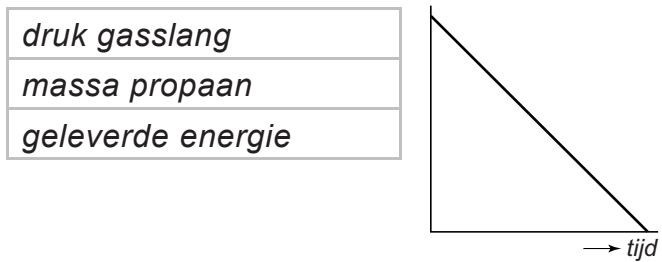 druk gasslang
massa propaan
geleverde energie
tijd